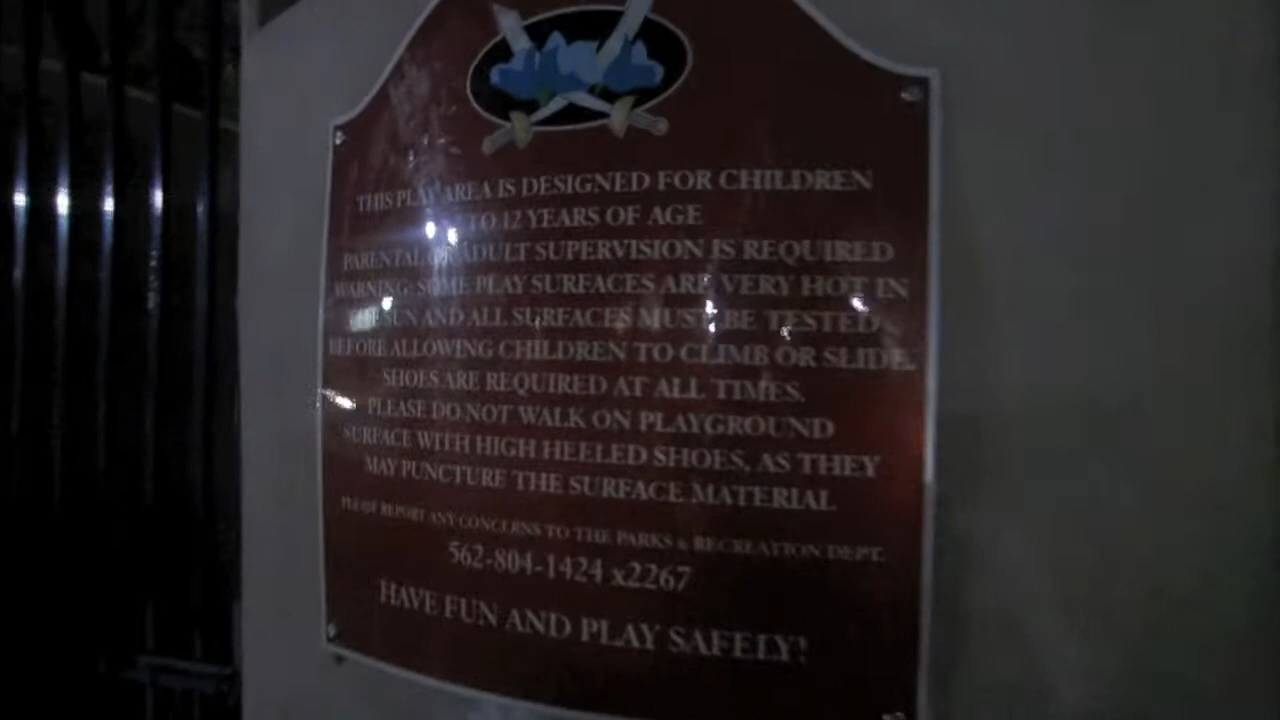 THIS PLAY AREA IS DESIGNED FOR CHILDREN
TO 12 YEARS OF AGE
PARENTAL OR ADULT SUPERVISION IS REQUIRED
WARNING: SOME PLAY SURFACES ARE VERY HOT IN
THE SUN AND ALL SURFACES MUST BE TESTED
BEFORE ALLOWING CHILDREN TO CLIMB OR SLIDE.
SHOES ARE REQUIRED AT ALL TIMES.
PLEASE DO NOT WALK ON PLAYGROUND
SURFACE WITH HIGH HEELED SHOES, AS THEY
MAY PUNCTURE THE SURFACE MATERIAL
PLEASE REPORT ANY CONCERNS TO THE PARKS & RECREATION DEPT.
562-804-1424 x2267
HAVE FUN AND PLAY SAFELY!